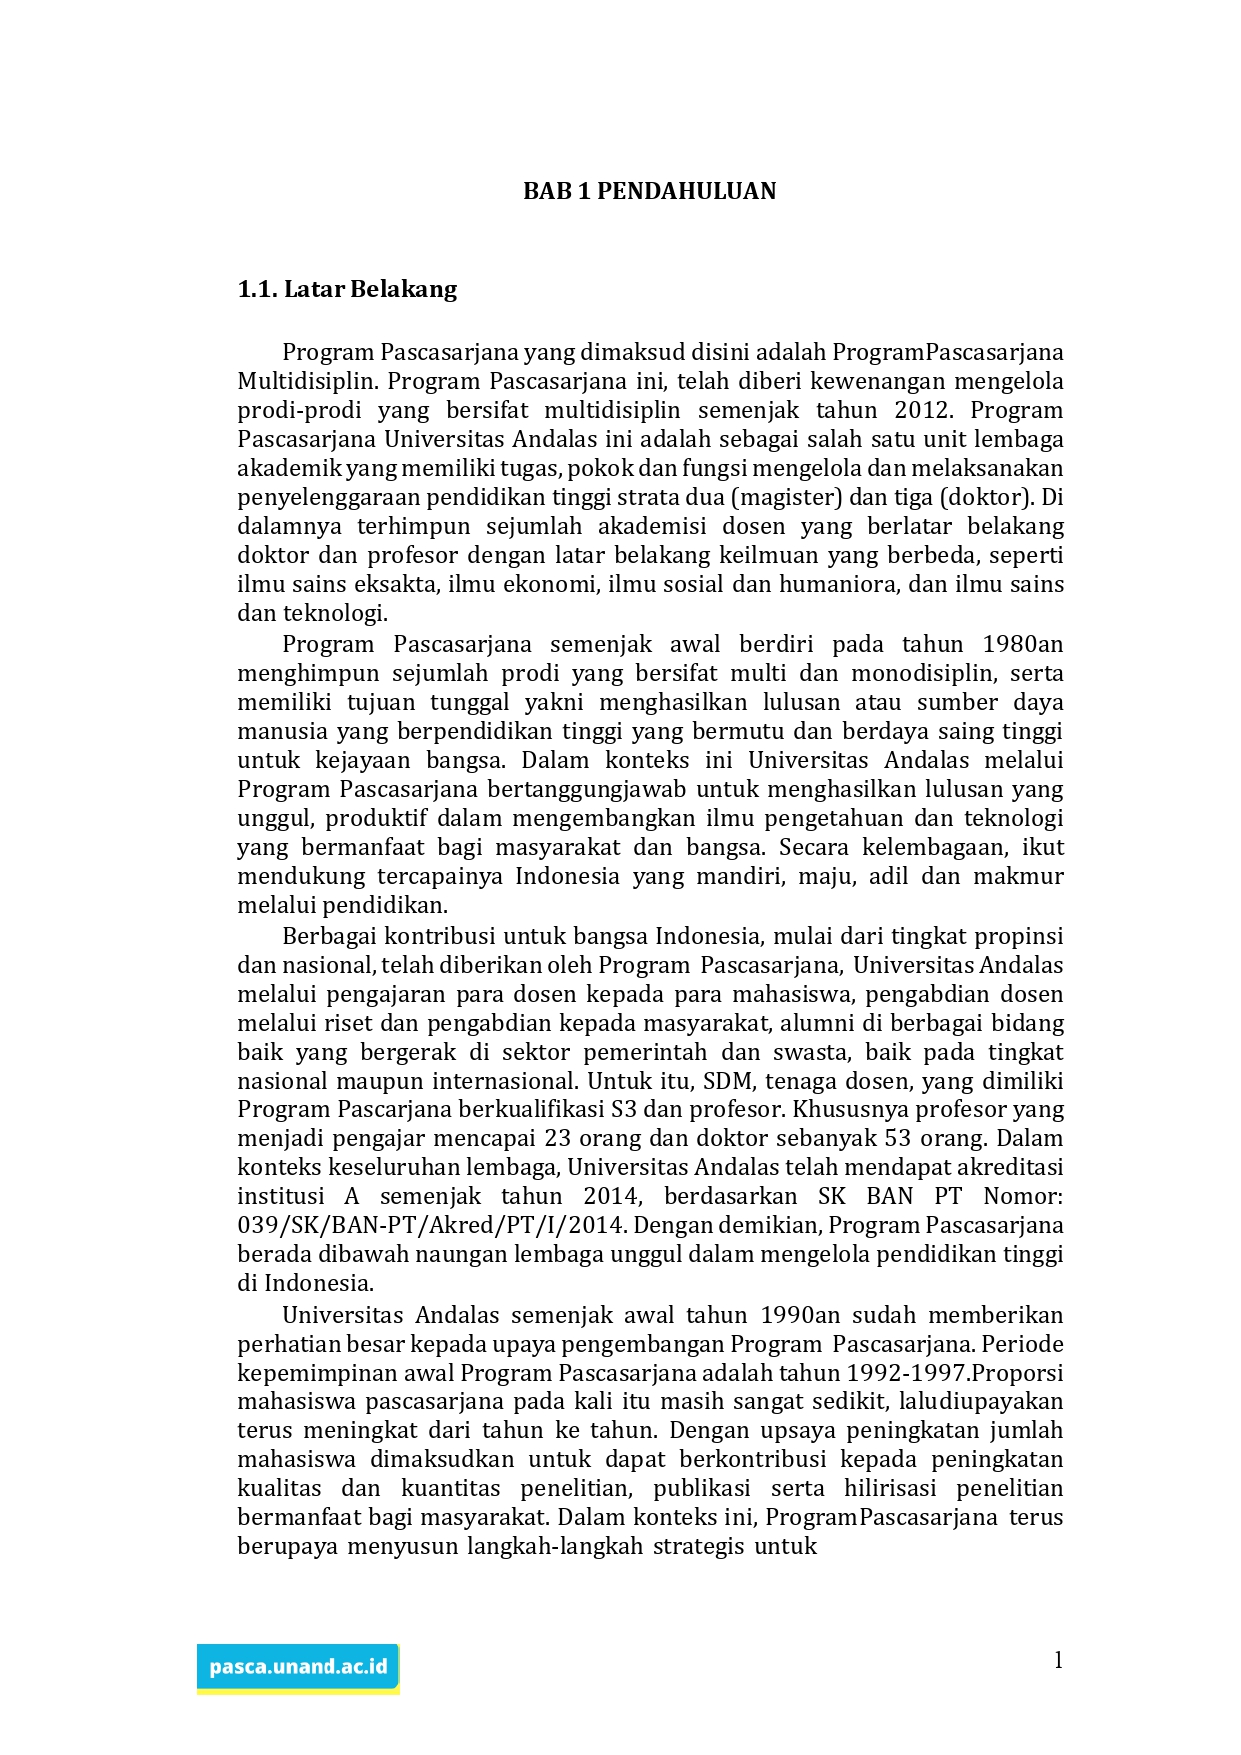 BAB 1 PENDAHULUAN
1.1. Latar Belakang
Program Pascasarjana yang dimaksud disini adalah ProgramPascasarjana
Multidisiplin. Program Pascasarjana ini, telah diberi kewenangan mengelola
prodi-prodi yang bersifat multidisiplin semenjak tahun 2012. Program
Pascasarjana Universitas Andalas ini adalah sebagai salah satu unit lembaga
akademik yang memiliki tugas, pokok dan fungsi mengelola dan melaksanakan
penyelenggaraan pendidikan tinggi strata dua (magister) dan tiga (doktor). Di
dalamnya terhimpun sejumlah akademisi dosen yang berlatar belakang
doktor dan profesor dengan latar belakang keilmuan yang berbeda, seperti
ilmu sains eksakta, ilmu ekonomi, ilmu sosial dan humaniora, dan ilmu sains
dan teknologi.
Program Pascasarjana semenjak awal berdiri pada tahun 1980an
menghimpun sejumlah prodi yang bersifat multi dan monodisiplin, serta
memiliki tujuan tunggal yakni menghasilkan lulusan atau sumber daya
manusia yang berpendidikan tinggi yang bermutu dan berdaya saing tinggi
untuk kejayaan bangsa. Dalam konteks ini Universitas Andalas melalui
Program Pascasarjana bertanggungjawab untuk menghasilkan lulusan yang
unggul, produktif dalam mengembangkan ilmu pengetahuan dan teknologi
yang bermanfaat bagi masyarakat dan bangsa. Secara kelembagaan, ikut
mendukung tercapainya Indonesia yang mandiri, maju, adil dan makmur
melalui pendidikan.
Berbagai kontribusi untuk bangsa Indonesia, mulai dari tingkat propinsi
dan nasional, telah diberikan oleh Program Pascasarjana, Universitas Andalas
melalui pengajaran para dosen kepada para mahasiswa, pengabdian dosen
melalui riset dan pengabdian kepada masyarakat, alumni di berbagai bidang
baik yang bergerak di sektor pemerintah dan swasta, baik pada tingkat
nasional maupun internasional. Untuk itu, SDM, tenaga dosen, yang dimiliki
Program Pascarjana berkualifikasi S3 dan profesor. Khususnya profesor yang
menjadi pengajar mencapai 23 orang dan doktor sebanyak 53 orang. Dalam
konteks keseluruhan lembaga, Universitas Andalas telah mendapat akreditasi
institusi A semenjak tahun 2014, berdasarkan SK BAN PT Nomor:
039/SK/BAN-PT/Akred/PT/I/2014. Dengan demikian, Program Pascasarjana
berada dibawah naungan lembaga unggul dalam mengelola pendidikan tinggi
di Indonesia.
Universitas Andalas semenjak awal tahun 1990an sudah memberikan
perhatian besar kepada upaya pengembangan Program Pascasarjana. Periode
kepemimpinan awal Program Pascasarjana adalah tahun 1992-1997.Proporsi
mahasiswa pascasarjana pada kali itu masih sangat sedikit, laludiupayakan
terus meningkat dari tahun ke tahun. Dengan upsaya peningkatan jumlah
mahasiswa dimaksudkan untuk dapat berkontribusi kepada peningkatan
kualitas dan kuantitas penelitian, publikasi serta hilirisasi penelitian
bermanfaat bagi masyarakat. Dalam konteks ini, ProgramPascasarjana terus
berupaya menyusun langkah-langkah strategis untuk
pasca.unand.ac.id
1